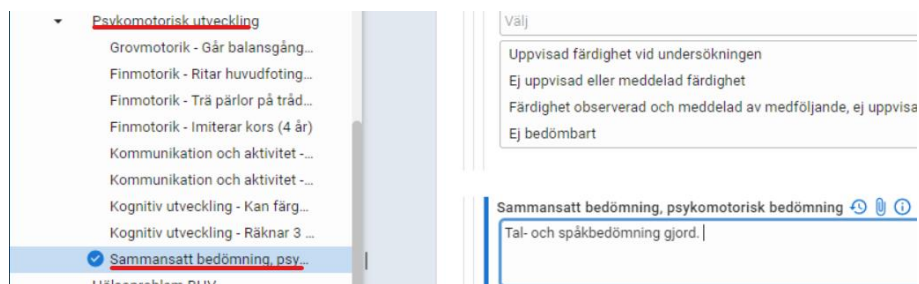 Psykomotorisk utveckling
Grovmotorik - Går balansgång...
Finmotorik - Ritar huvudfoting...
Finmotorik - Trä pärlor på tråd...
Finmotorik - Imiterar kors (4 år)
Kommunikation och aktivitet -...
Kommunikation och aktivitet -...
Kognitiv utveckling - Kan färg...
Kognitiv utveckling - Räknar 3 ...
Sammansatt bedömning, psy...
Hälsoproblem BHV
Välj
Uppvisad färdighet vid undersökningen
Ej uppvisad eller meddelad färdighet
Färdighet observerad och meddelad av medföljande, ej uppvisa
Ej bedömbart
Sammansatt bedömning, psykomotorisk bedömning
Tal- och spåkbedömning gjord.